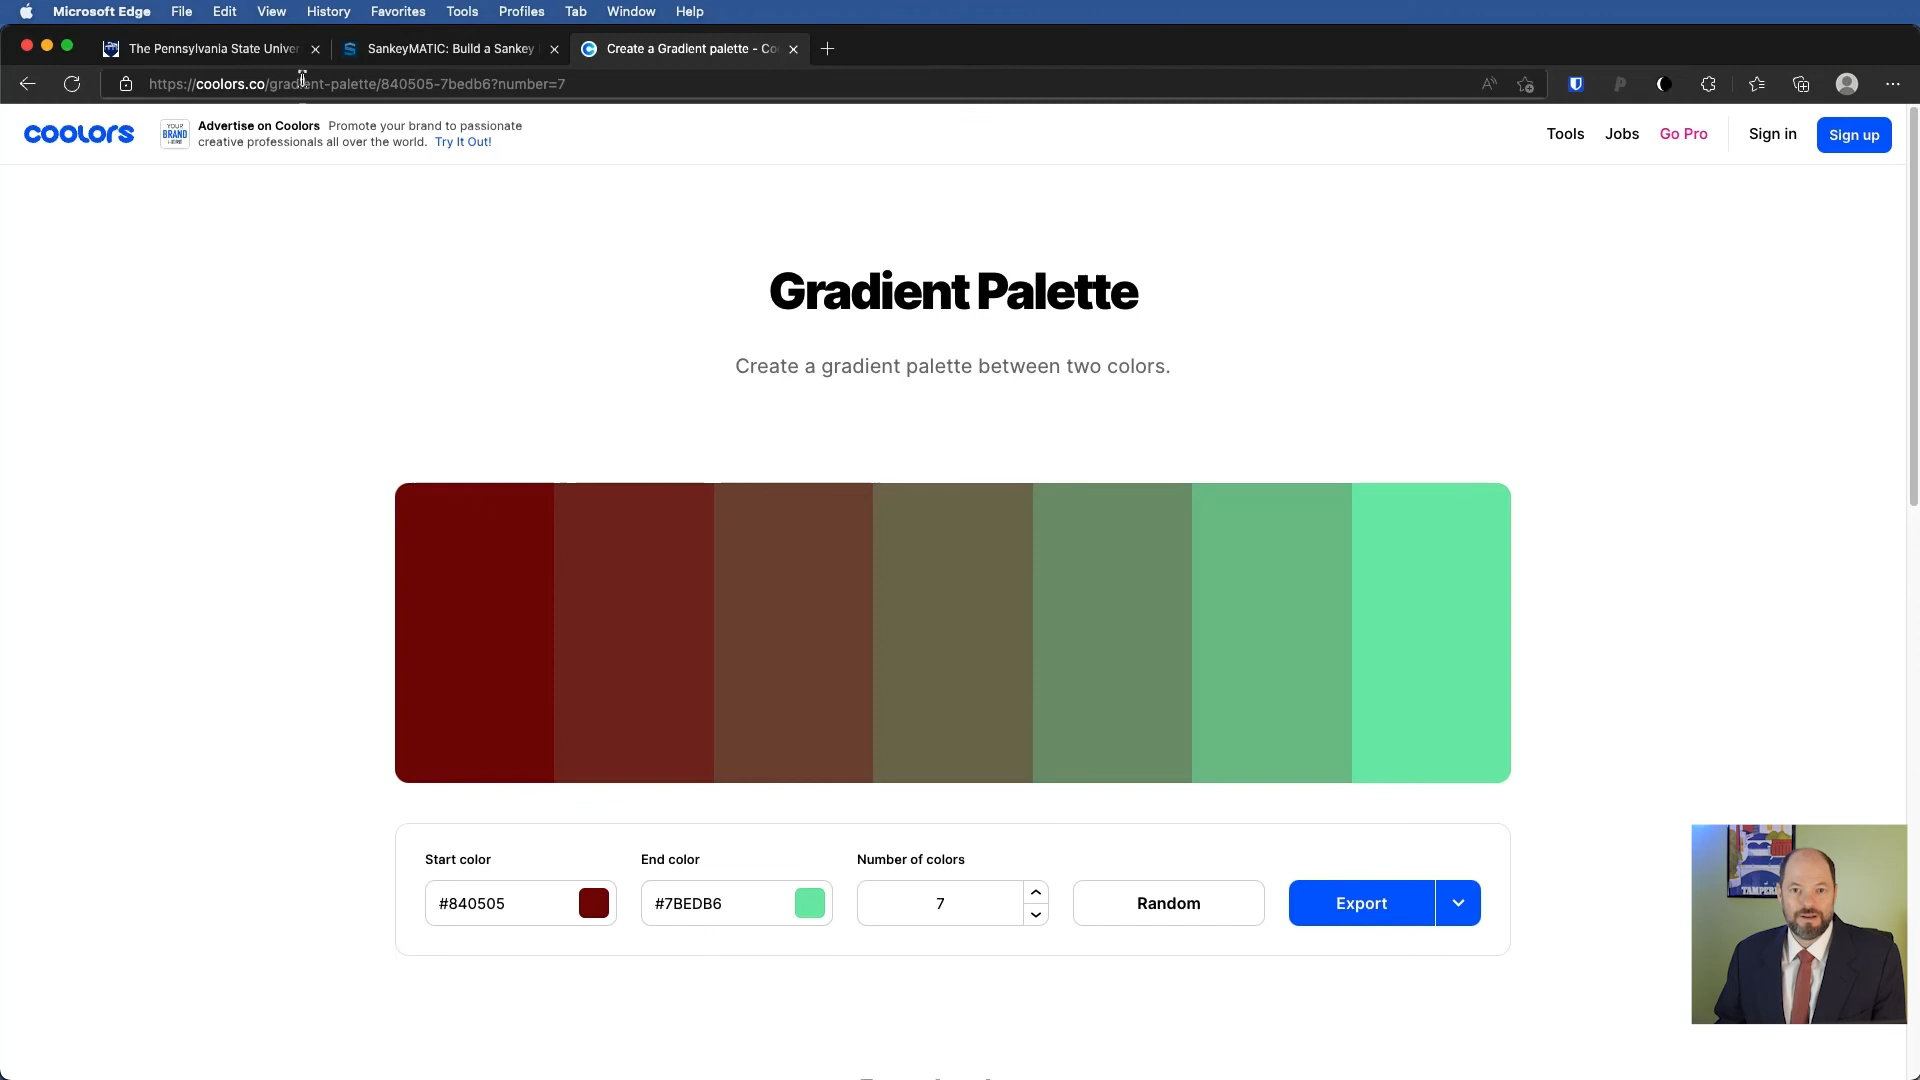 Microsoft Edge File Edit View History Favorites Tools Profiles Tab Window Help
The Pennsylvania State Univer
SankeyMATIC: Build a Sankey
Create a Gradient palette - Co
https://coolors.co/gradient-palette/840505-7bedb6?number=7
coolors
YOUR
BRAND
HERE
Advertise on Coolors Promote your brand to passionate
creative professionals all over the world. Try It Out!
Tools Jobs Go Pro Sign in Sign up
Gradient Palette
Create a gradient palette between two colors.
Start color End color Number of colors
#840505 #7BEDB6 7 Random Export
TAMPERE